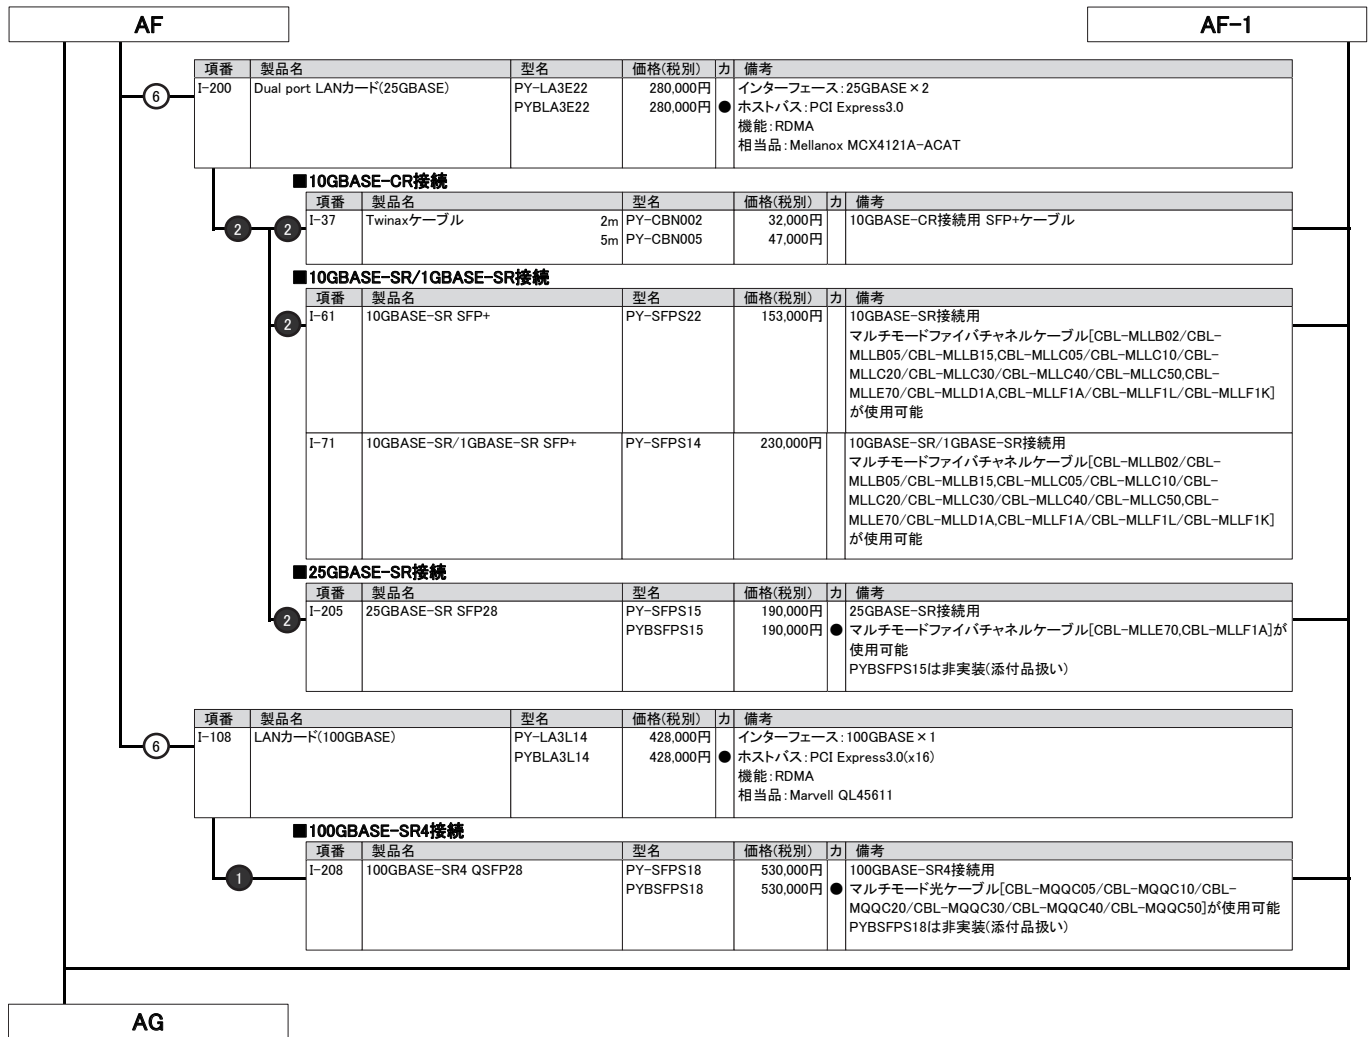 AF
AF-1
項番 製品名 型名 価格(税別) カ 備考
6
I-200 Dual port LANカード(25GBASE) PY-LA3E22 280,000円 インターフェース:25GBASE×2
PYBLA3E22 280,000円 ● ホストバス:PCI Express3.0
機能:RDMA
相当品:Mellanox MCX4121A-ACAT
■10GBASE-CR接続
項番 製品名 型名 価格(税別) カ 備考
2 2 I-37 Twinaxケーブル 2m PY-CBN002 32,000円 10GBASE-CR接続用 SFP+ケーブル
5m PY-CBN005 47,000円
■10GBASE-SR/1GBASE-SR接続
項番 製品名 型名 価格(税別) カ 備考
2 I-61 10GBASE-SR SFP+ PY-SFPS22 153,000円 10GBASE-SR接続用
マルチモードファイバチャネルケーブル[CBL-MLLB02/CBL-
MLLB05/CBL-MLLB15,CBL-MLLC05/CBL-MLLC10/CBL-
MLLC20/CBL-MLLC30/CBL-MLLC40/CBL-MLLC50,CBL-
MLLE70/CBL-MLLD1A,CBL-MLLF1A/CBL-MLLF1L/CBL-MLLF1K]
が使用可能
I-71 10GBASE-SR/1GBASE-SR SFP+ PY-SFPS14 230,000円 10GBASE-SR/1GBASE-SR接続用
マルチモードファイバチャネルケーブル[CBL-MLLB02/CBL-
MLLB05/CBL-MLLB15,CBL-MLLC05/CBL-MLLC10/CBL-
MLLC20/CBL-MLLC30/CBL-MLLC40/CBL-MLLC50,CBL-
MLLE70/CBL-MLLD1A,CBL-MLLF1A/CBL-MLLF1L/CBL-MLLF1K]
が使用可能
■25GBASE-SR接続
項番 製品名 型名 価格(税別) カ 備考
2 I-205 25GBASE-SR SFP28 PY-SFPS15 190,000円 25GBASE-SR接続用
PYBSFPS15 190,000円 ● マルチモードファイバチャネルケーブル[CBL-MLLE70,CBL-MLLF1A]が
使用可能
PYBSFPS15は非実装(添付品扱い)
項番 製品名 型名 価格(税別) カ 備考
6
I-108 LANカード(100GBASE) PY-LA3L14 428,000円 インターフェース:100GBASE×1
PYBLA3L14 428,000円 ● ホストバス:PCI Express3.0(x16)
機能:RDMA
相当品:Marvell QL45611
■100GBASE-SR4接続
項番 製品名 型名 価格(税別) カ 備考
1 I-208 100GBASE-SR4 QSFP28 PY-SFPS18 530,000円 100GBASE-SR4接続用
PYBSFPS18 530,000円 ● マルチモード光ケーブル[CBL-MQQC05/CBL-MQQC10/CBL-
MQQC20/CBL-MQQC30/CBL-MQQC40/CBL-MQQC50]が使用可能
PYBSFPS18は非実装(添付品扱い)
AG